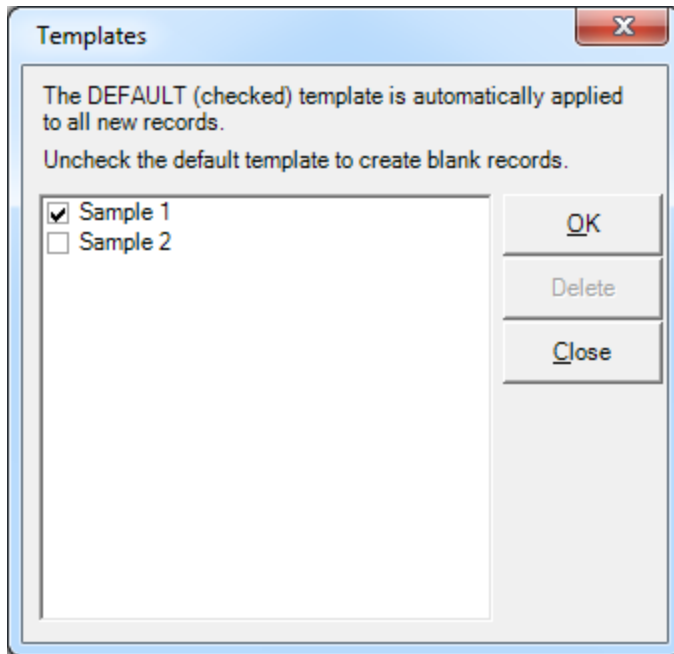 Templates
The DEFAULT (checked) template is automatically applied
to all new records.
Uncheck the default template to create blank records.
Sample 1
Sample 2
OK
Delete
Close